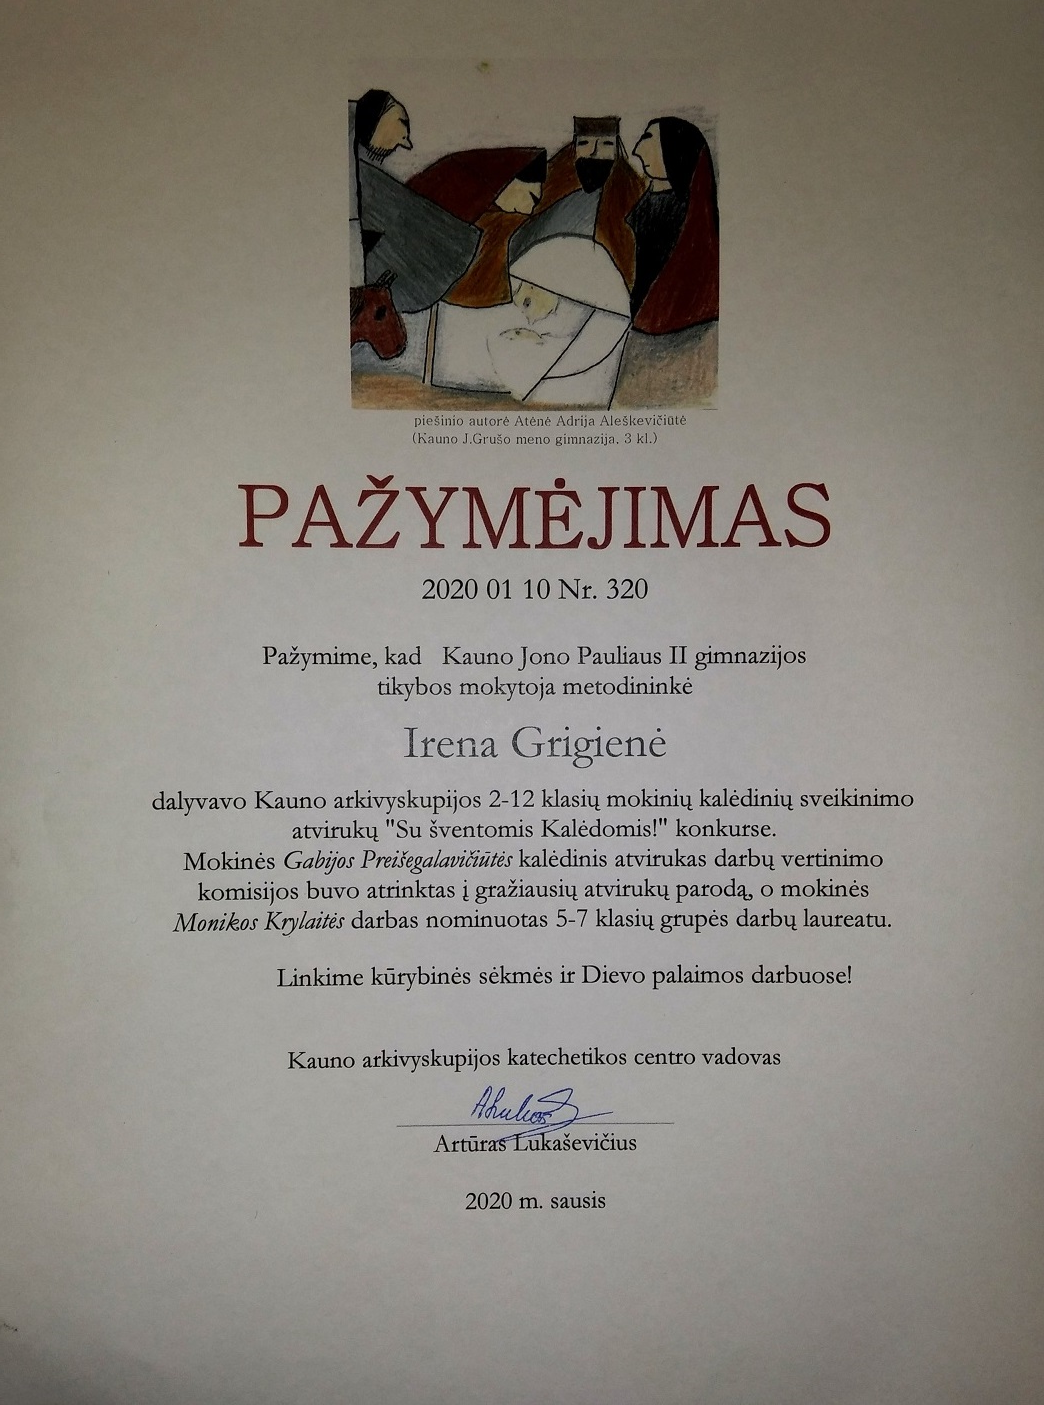 piešinio autorė Atėnė Adrija Aleškevičiūtė
(Kauno J.Grušo meno gimnazija. 3 kl.)
PAŽYMĖJIMAS
2020 01 10 Nr. 320
Pažymime, kad Kauno Jono Pauliaus II gimnazijos
tikybos mokytoja metodininkė
Irena Grigienė
dalyvavo Kauno arkivyskupijos 2-12 klasių mokinių kalėdinių sveikinimo
atvirukų "Su šventomis Kalėdomis!" konkurse.
Mokinės Gabijos Preišegalavičiūtės kalėdinis atvirukas darbų vertinimo
komisijos buvo atrinktas į gražiausių atvirukų parodą, o mokinės
Monikos Krylaitės darbas nominuotas 5-7 klasių grupės darbų laureatu.
Linkime kūrybinės sėkmės ir Dievo palaimos darbuose!
Kauno arkivyskupijos katechetikos centro vadovas
Artūras Lukaševičius
2020 m. sausis